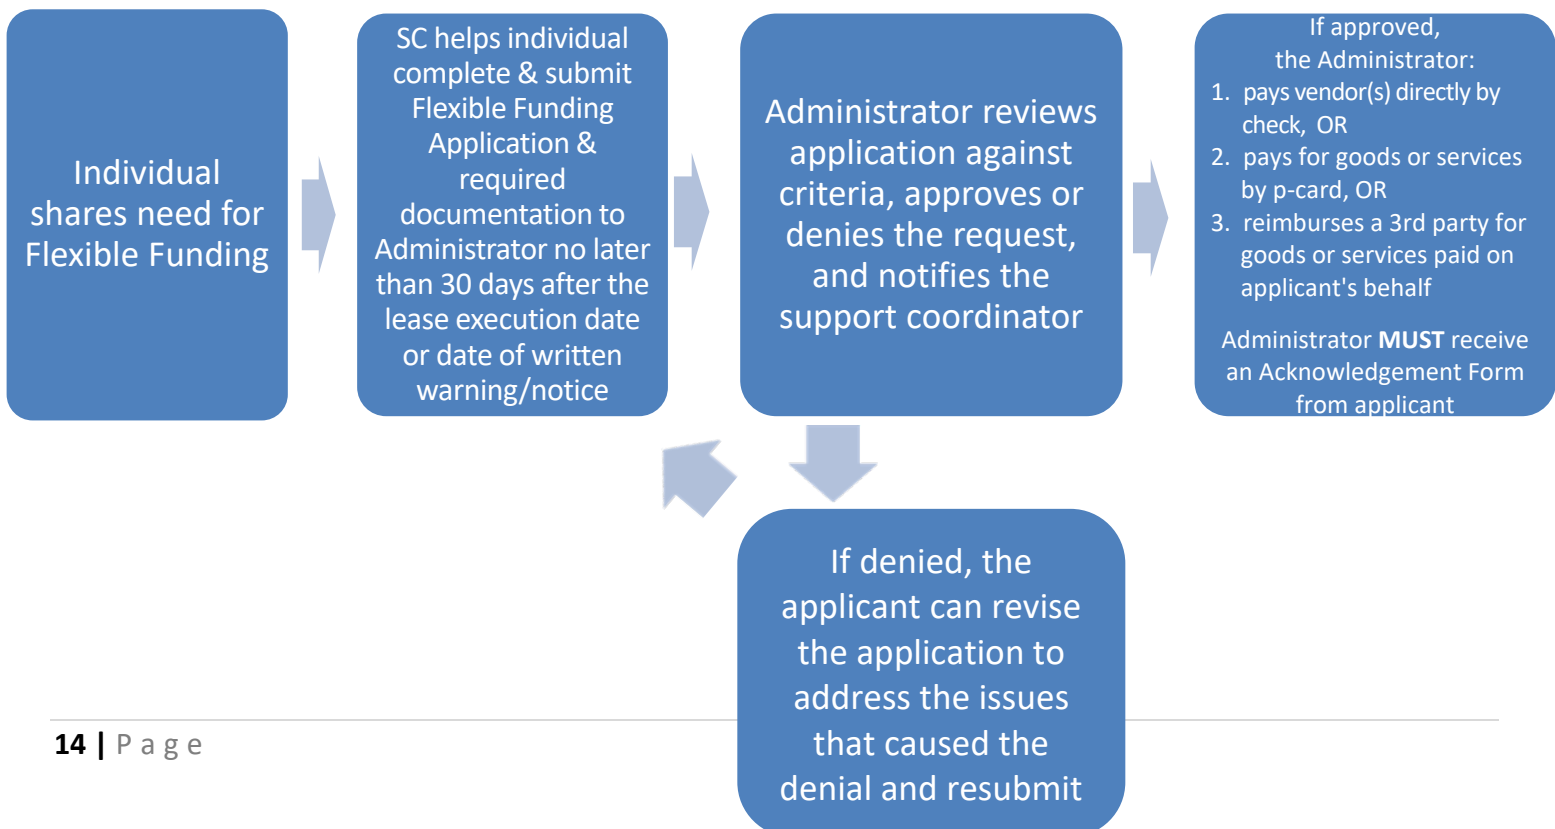 Individual
shares need for
Flexible Funding
SC helps individual
complete & submit
Flexible Funding
Application &
required
documentation to
Administrator no later
than 30 days after the
lease execution date
or date of written
warning/notice
Administrator reviews
application against
criteria, approves or
denies the request,
and notifies the
support coordinator
If approved,
the Administrator:
1. pays vendor(s) directly by
check, OR
2. pays for goods or services
by p-card, OR
3. reimburses a 3rd party for
goods or services paid on
applicant's behalf
Administrator MUST receive
an Acknowledgement Form
from applicant
If denied, the
applicant can revise
the application to
address the issues
that caused the
denial and resubmit
14 | P a g e